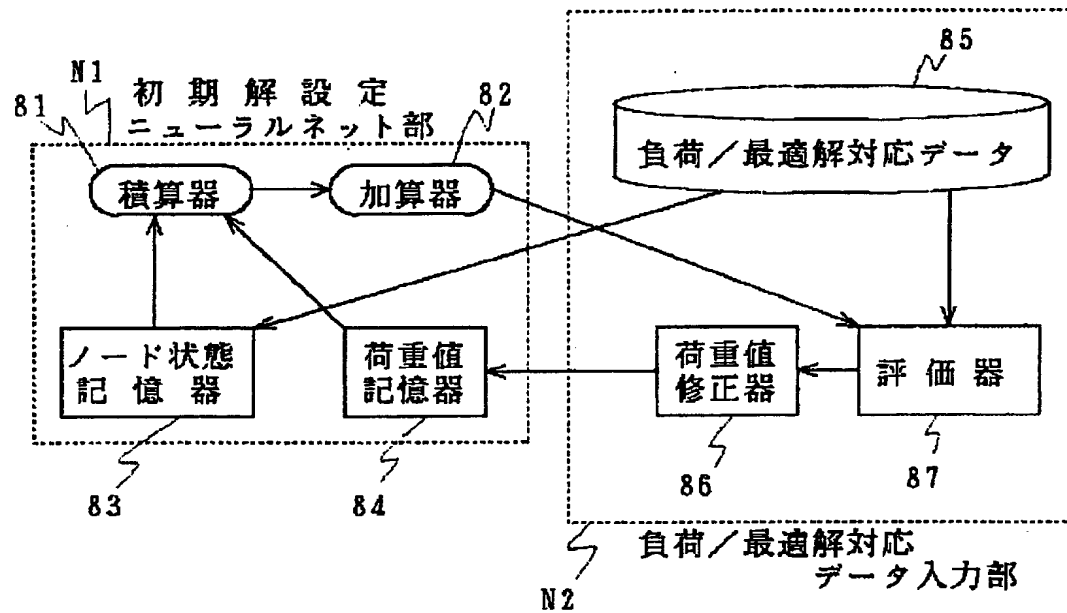 N1
初期解設定
ニューラルネット部
81
82
85
積算器
加算器
負荷／最適解対応データ
ノード状態
記憶器
荷重値
記憶器
荷重値
修正器
評価器
83
84
86
87
負荷／最適解対応
データ入力部
N2